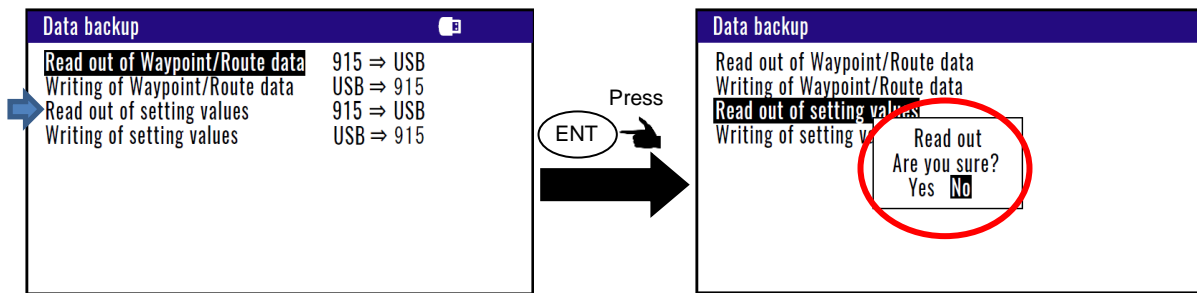 Data backup
Read out of Waypoint/Route data 915 ⇒ USB
Writing of Waypoint/Route data USB ⇒ 915
Read out of setting values 915 ⇒ USB
Writing of setting values USB ⇒ 915
Press
ENT
Data backup
Read out of Waypoint/Route data
Writing of Waypoint/Route data
Read out of setting values
Writing of setting
Read out
Are you sure?
Yes No